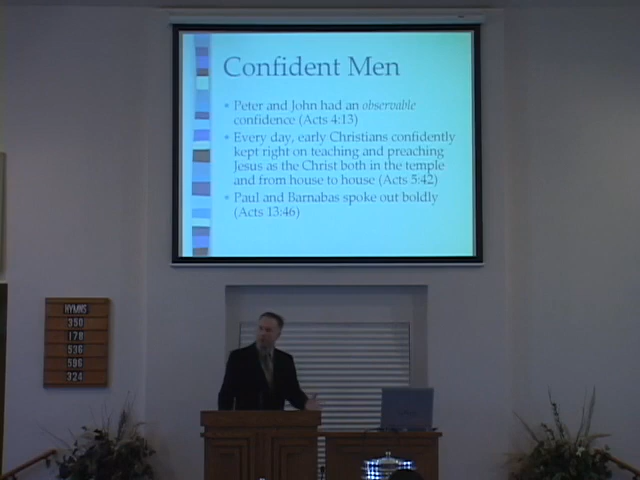 Confident Men
• Peter and John had an observable
confidence (Acts 4:13)
• Every day, early Christians confidently
kept right on teaching and preaching
Jesus as the Christ both in the temple
and from house to house (Acts 5:42)
• Paul and Barnabas spoke out boldly
(Acts 13:46)
HYMNS
350
178
536
596
324